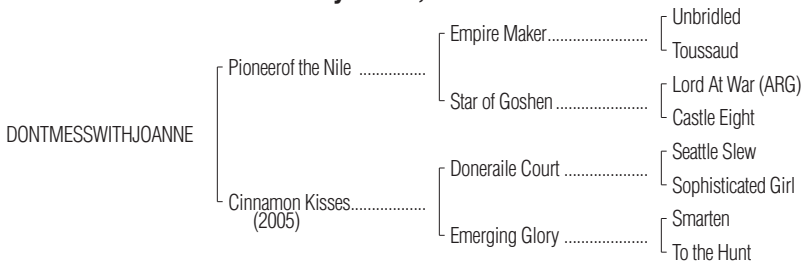 Unbridled
Empire Maker................
Toussaud
Pioneerof the Nile ................
Lord At War (ARG)
Star of Goshen .....................
Castle Eight
DONTMESSWITHJOANNE
Seattle Slew
Doneraile Court ...................
Sophisticated Girl
Cinnamon Kisses..................
(2005)
Smarten
Emerging Glory ...................
To the Hunt